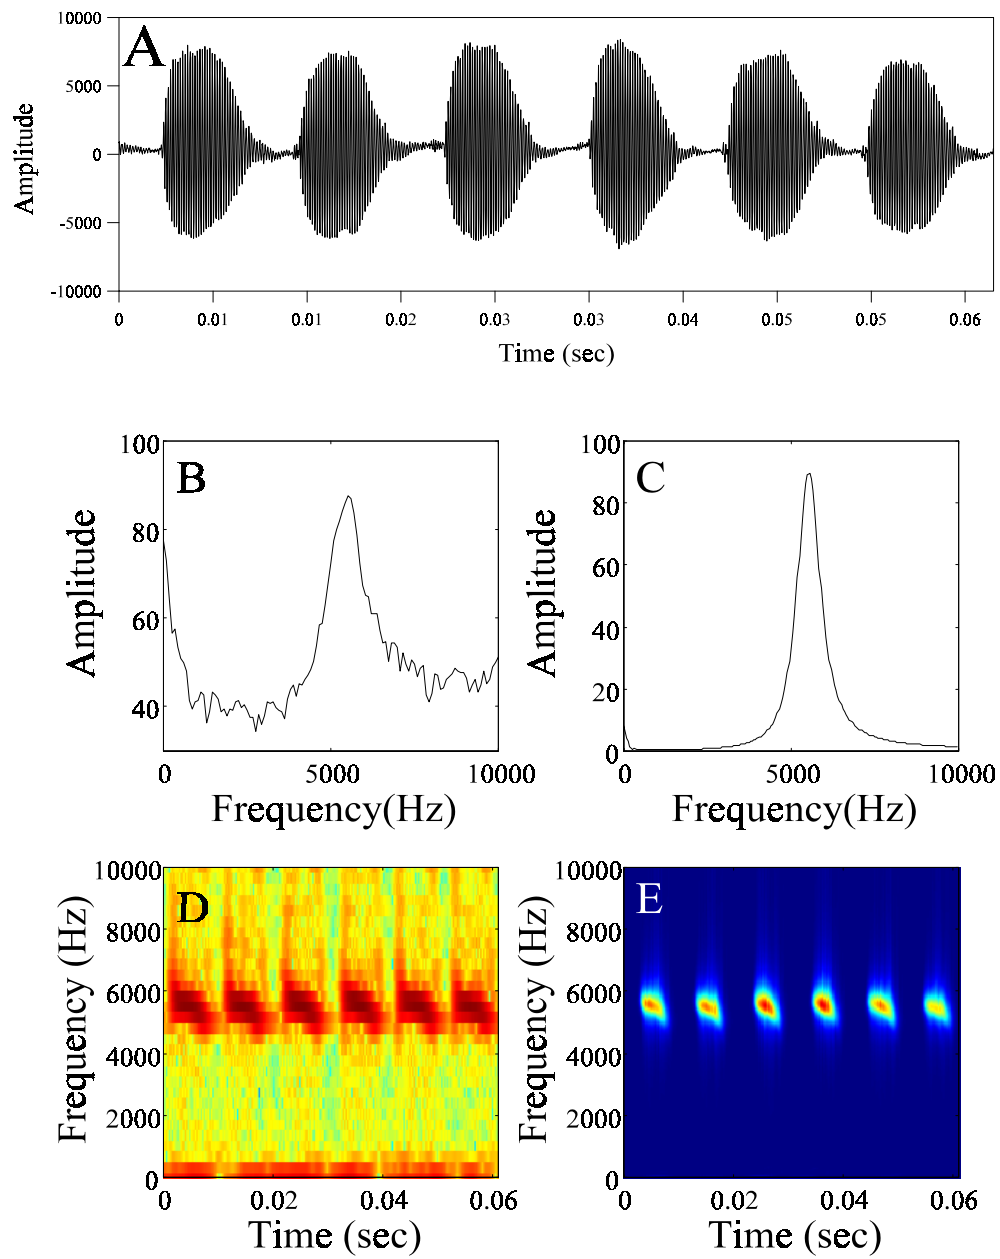 A
10000
5000
0
-5000
-10000
Amplitude
0 0.01 0.01 0.02 0.03 0.03 0.04 0.05 0.05 0.06
Time (sec)
B
100
80
60
40
Amplitude
0 5000 10000
Frequency(Hz)
C
100
80
60
40
20
0
Amplitude
0 5000 10000
Frequency(Hz)
D
10000
8000
6000
4000
2000
0
Frequency (Hz)
0 0.02 0.04 0.06
Time (sec)
E
10000
8000
6000
4000
2000
0
Frequency (Hz)
0 0.02 0.04 0.06
Time (sec)